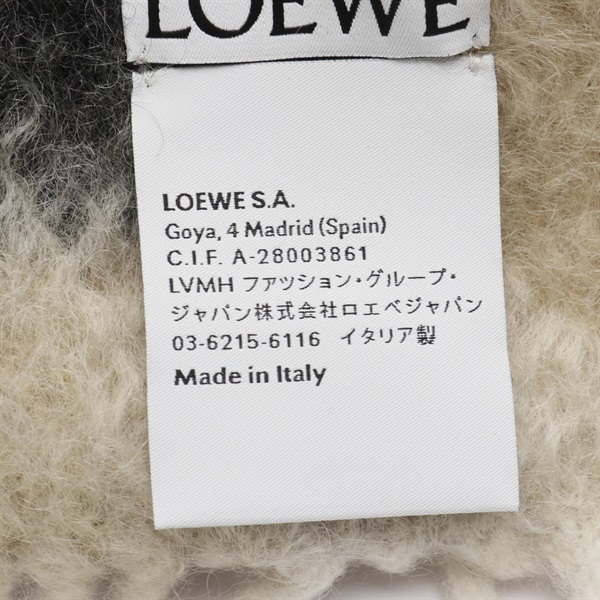 LOEWE
LOEWE S.A.
Goya, 4 Madrid (Spain)
C.I.F. A-28003861
LVMH ファッション・グループ・
ジャパン株式会社ロエベジャパン
03-6215-6116 イタリア製
Made in Italy